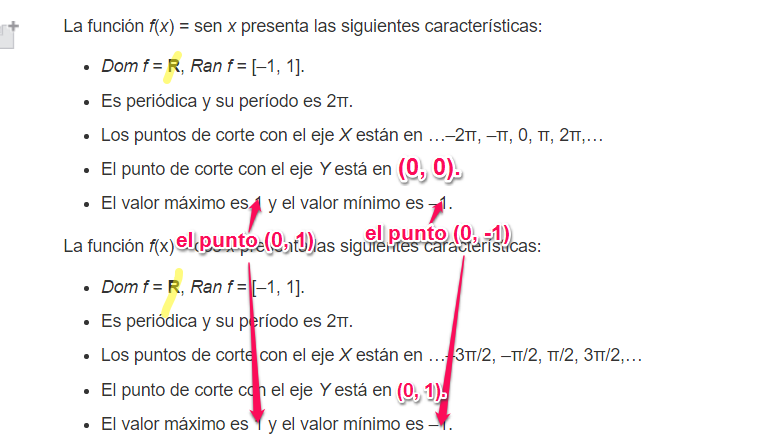 La función f(x) = sen x presenta las siguientes características:
• Dom f = R, Ran f = [–1, 1].
• Es periódica y su período es 2π.
• Los puntos de corte con el eje X están en …–2π, –π, 0, π, 2π,…
• El punto de corte con el eje Y está en (0, 0).
• El valor máximo es 1 y el valor mínimo es –1.
el punto (0, 1) el punto (0, -1)
La función f(x) presenta las siguientes características:
• Dom f = R, Ran f = [–1, 1].
• Es periódica y su período es 2π.
• Los puntos de corte con el eje X están en …–3π/2, –π/2, π/2, 3π/2,…
• El punto de corte con el eje Y está en (0, 1).
• El valor máximo es 1 y el valor mínimo es –1.